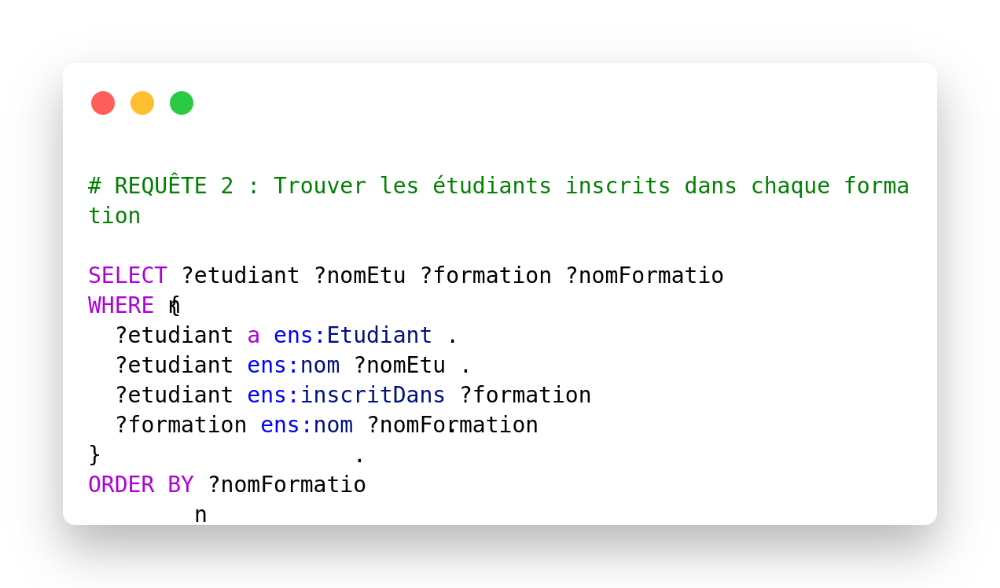 # REQUÊTE 2 : Trouver les étudiants inscrits dans chaque forma
tion
SELECT ?etudiant ?nomEtu ?formation ?nomFormatio
WHERE {n
?etudiant a ens:Etudiant .
?etudiant ens:nom ?nomEtu .
?etudiant ens:inscritDans ?formation
?formation ens:nom ?nomFormation
} .
ORDER BY ?nomFormatio
n